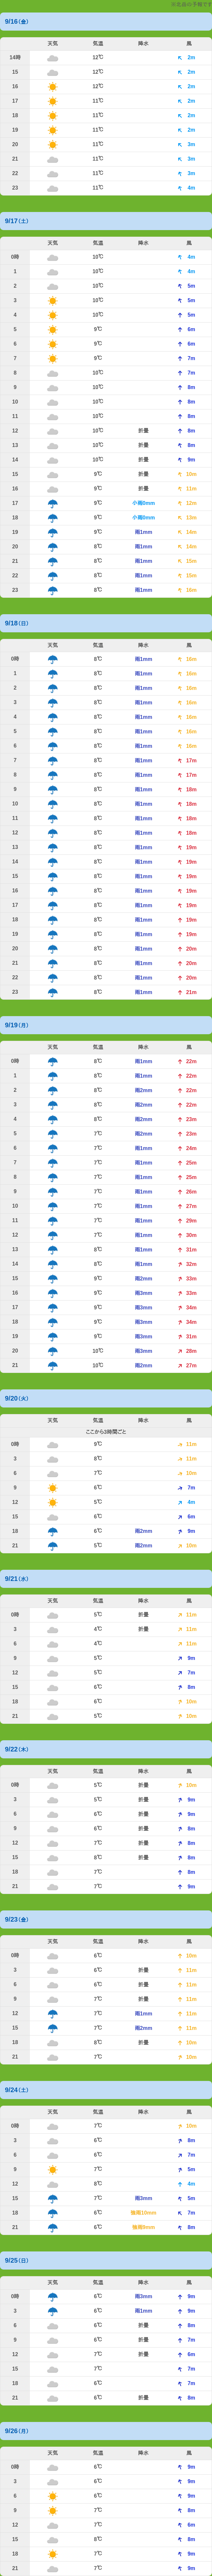 ※北岳の予報です
9/16(金)
天気 気温 降水 風
14時 12℃ 2m
15 12℃ 2m
16 12℃ 2m
17 11℃ 2m
18 11℃ 2m
19 11℃ 2m
20 11℃ 3m
21 11℃ 3m
22 11℃ 3m
23 11℃ 4m
9/17(土)
天気 気温 降水 風
0時 10℃ 4m
1 10℃ 4m
2 10℃ 5m
3 10℃ 5m
4 10℃ 5m
5 9℃ 6m
6 9℃ 6m
7 9℃ 7m
8 10℃ 7m
9 10℃ 8m
10 10℃ 8m
11 10℃ 8m
12 10℃ 折畳 8m
13 10℃ 折畳 8m
14 10℃ 折畳 9m
15 9℃ 折畳 10m
16 9℃ 折畳 11m
17 9℃ 小雨0mm 12m
18 9℃ 小雨0mm 13m
19 9℃ 雨1mm 14m
20 9℃ 雨1mm 14m
21 9℃ 雨1mm 15m
22 9℃ 雨1mm 15m
23 8℃ 雨1mm 16m
9/18(日)
天気 気温 降水 風
0時 8℃ 雨1mm 16m
1 8℃ 雨1mm 16m
2 8℃ 雨1mm 16m
3 8℃ 雨1mm 16m
4 8℃ 雨1mm 16m
5 8℃ 雨1mm 16m
6 8℃ 雨1mm 16m
7 8℃ 雨1mm 17m
8 8℃ 雨1mm 17m
9 8℃ 雨1mm 18m
10 8℃ 雨1mm 18m
11 8℃ 雨1mm 18m
12 8℃ 雨1mm 18m
13 8℃ 雨1mm 19m
14 8℃ 雨1mm 19m
15 8℃ 雨1mm 19m
16 8℃ 雨1mm 19m
17 8℃ 雨1mm 19m
18 8℃ 雨1mm 19m
19 8℃ 雨1mm 19m
20 8℃ 雨1mm 20m
21 8℃ 雨1mm 20m
22 8℃ 雨1mm 20m
23 8℃ 雨1mm 21m
9/19(月)
天気 気温 降水 風
0時 8℃ 雨1mm 22m
1 8℃ 雨1mm 22m
2 8℃ 雨2mm 22m
3 8℃ 雨2mm 22m
4 8℃ 雨2mm 23m
5 7℃ 雨2mm 23m
6 7℃ 雨1mm 24m
7 7℃ 雨1mm 25m
8 7℃ 雨1mm 25m
9 7℃ 雨1mm 26m
10 7℃ 雨1mm 27m
11 7℃ 雨1mm 29m
12 7℃ 雨1mm 30m
13 8℃ 雨1mm 31m
14 8℃ 雨1mm 32m
15 9℃ 雨2mm 33m
16 9℃ 雨3mm 33m
17 9℃ 雨3mm 34m
18 9℃ 雨3mm 34m
19 9℃ 雨3mm 31m
20 10℃ 雨3mm 28m
21 10℃ 雨2mm 27m
9/20(火)
天気 気温 降水 風
ここから3時間ごと
0時 9℃ 11m
3 8℃ 11m
6 7℃ 10m
9 6℃ 7m
12 5℃ 4m
15 6℃ 6m
18 6℃ 雨2mm 9m
21 5℃ 雨2mm 10m
9/21(水)
天気 気温 降水 風
0時 5℃ 折畳 11m
3 4℃ 折畳 11m
6 4℃ 11m
9 5℃ 9m
12 5℃ 7m
15 6℃ 8m
18 6℃ 10m
21 5℃ 10m
9/22(木)
天気 気温 降水 風
0時 5℃ 折畳 10m
3 5℃ 折畳 9m
6 6℃ 折畳 9m
9 6℃ 折畳 8m
12 7℃ 折畳 8m
15 8℃ 折畳 8m
18 7℃ 8m
21 7℃ 9m
9/23(金)
天気 気温 降水 風
0時 6℃ 10m
3 6℃ 折畳 11m
6 6℃ 折畳 11m
9 7℃ 折畳 11m
12 7℃ 雨1mm 11m
15 7℃ 雨2mm 11m
18 8℃ 折畳 10m
21 7℃ 10m
9/24(土)
天気 気温 降水 風
0時 7℃ 10m
3 6℃ 8m
6 6℃ 7m
9 7℃ 5m
12 8℃ 4m
15 7℃ 雨3mm 5m
18 6℃ 強雨10mm 7m
21 6℃ 強雨9mm 8m
9/25(日)
天気 気温 降水 風
0時 6℃ 雨3mm 9m
3 6℃ 雨1mm 9m
6 6℃ 折畳 8m
9 6℃ 折畳 7m
12 7℃ 折畳 6m
15 7℃ 7m
18 6℃ 7m
21 6℃ 折畳 8m
9/26(月)
天気 気温 降水 風
0時 6℃ 9m
3 6℃ 9m
6 6℃ 9m
9 7℃ 8m
12 7℃ 6m
15 8℃ 8m
18 7℃ 9m
21 7℃ 9m